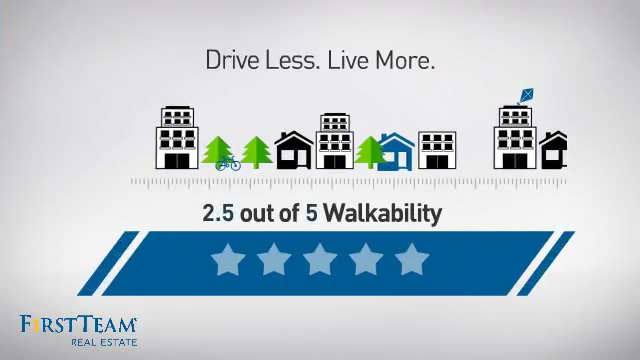 Drive Less. Live More.
2.5 out of 5 Walkability
FIRSTTEAM®
REAL ESTATE